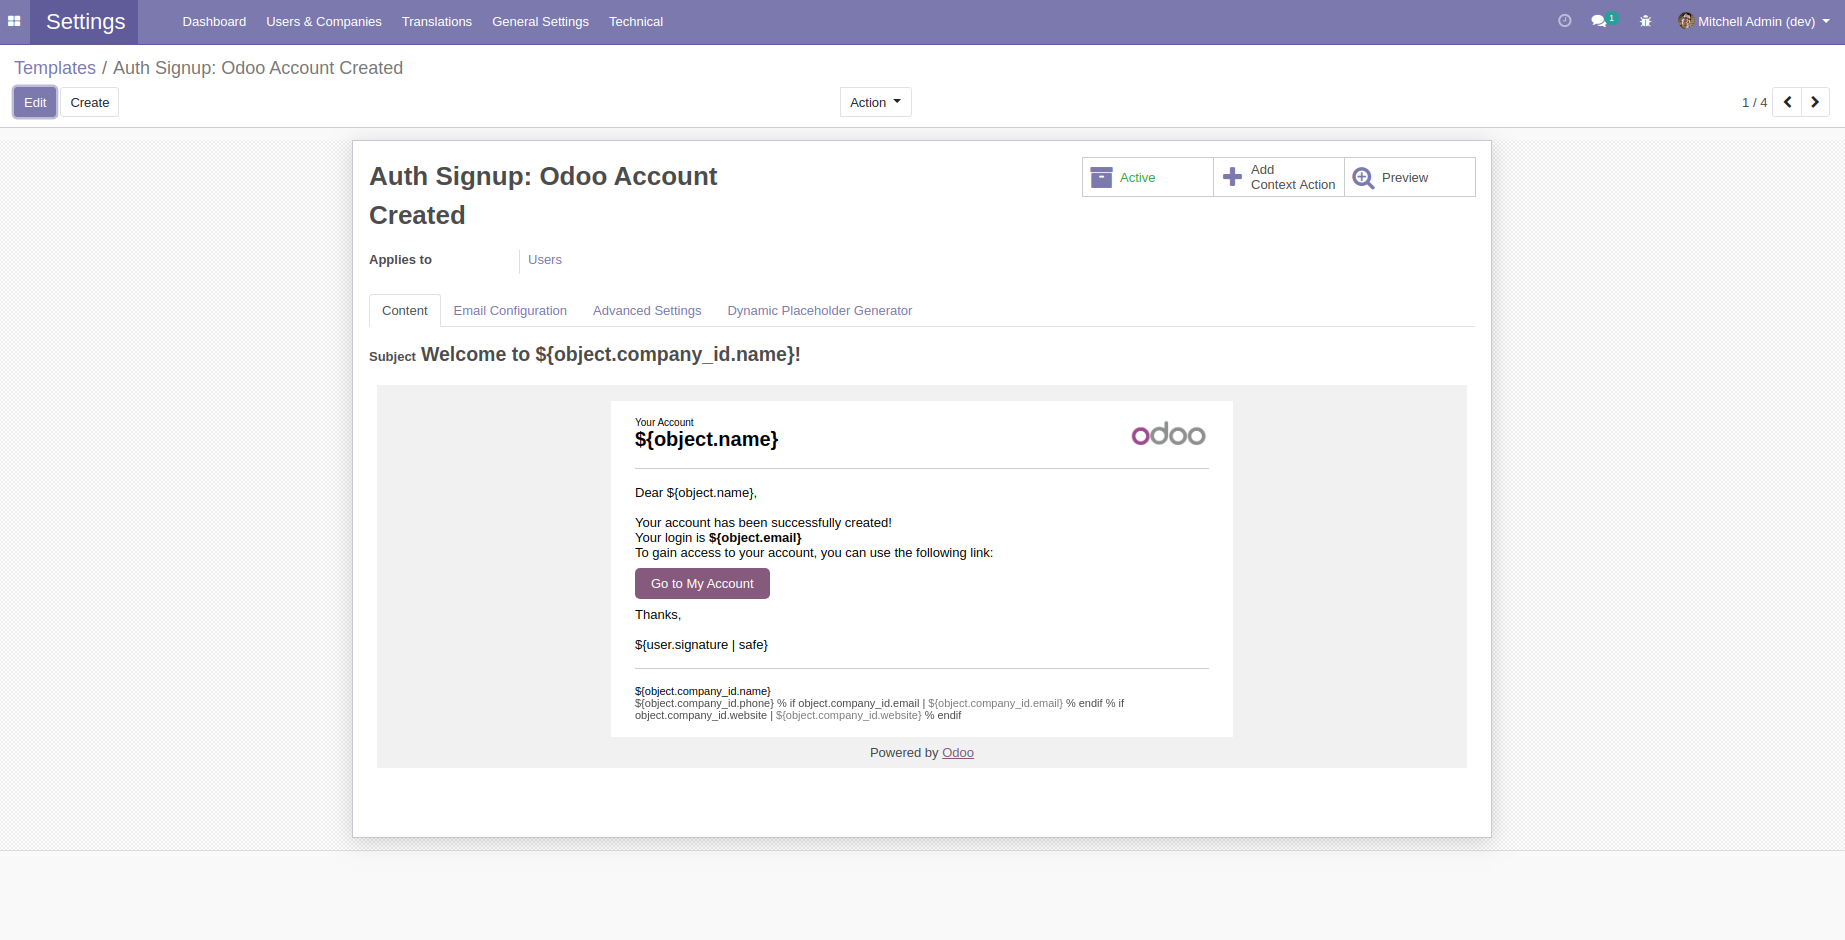 Settings Dashboard Users & Companies Translations General Settings Technical 1 Mitchell Admin (dev)
Templates / Auth Signup: Odoo Account Created
Edit Create Action 1 / 4
Auth Signup: Odoo Account
Created
Active
Add
Context Action
Preview
Applies to Users
Content Email Configuration Advanced Settings Dynamic Placeholder Generator
Subject Welcome to ${object.company_id.name}!
Your Account
${object.name}
odoo
Dear ${object.name},
Your account has been successfully created!
Your login is ${object.email}
To gain access to your account, you can use the following link:
Go to My Account
Thanks,
${user.signature | safe}
${object.company_id.name}
${object.company_id.phone} % if object.company_id.email | ${object.company_id.email} % endif % if
object.company_id.website | ${object.company_id.website} % endif
Powered by Odoo